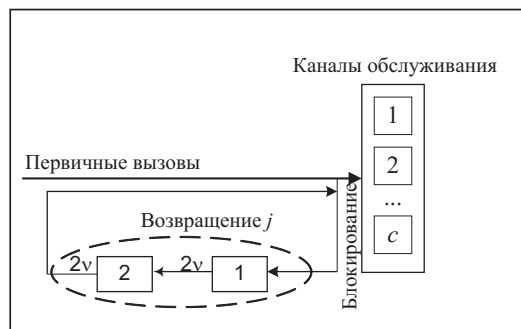 Каналы обслуживания
1
Первичные вызовы
2
...
Блокирование
Возвращение j
c
2ν
2
2ν
1